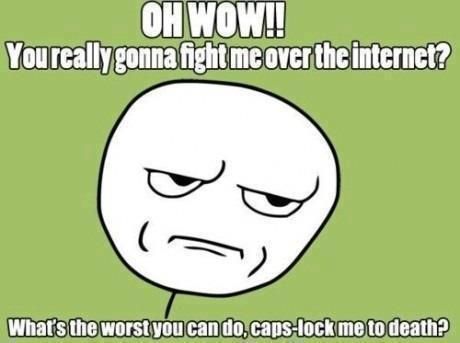 OH WOW!!
You really gonna fight me over the internet?
What's the worst you can do, caps-lock me to death?